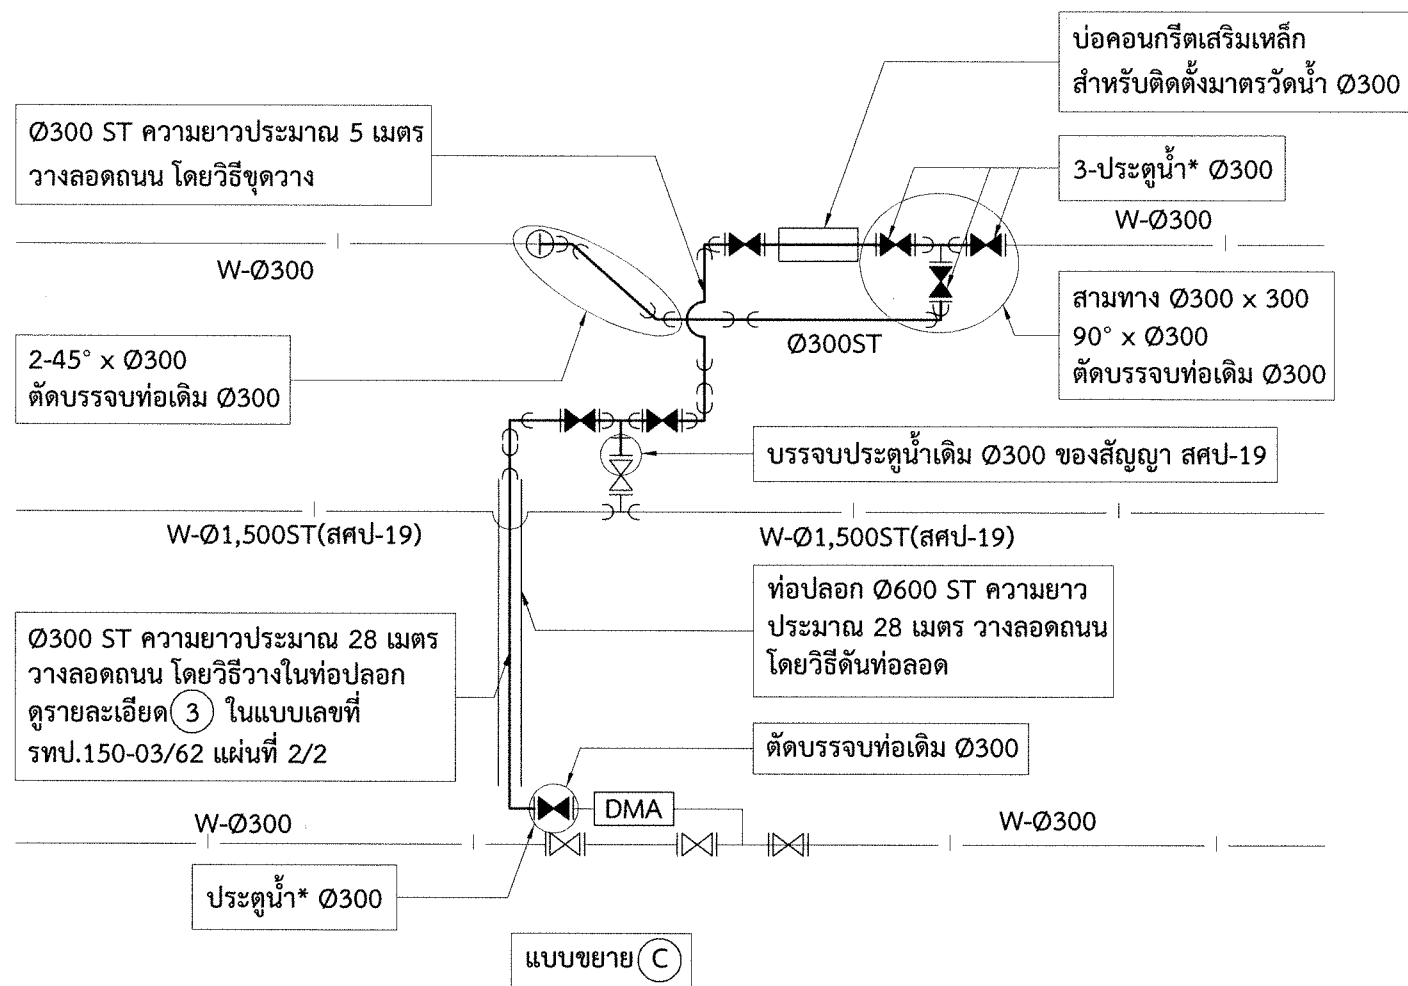 บ่อคอนกรีตเสริมเหล็ก
สำหรับติดตั้งมาตรวัดน้ำ Ø300
Ø300 ST ความยาวประมาณ 5 เมตร
วางลอดถนน โดยวิธีขุดวาง
3-ประตูน้ำ* Ø300
W-Ø300
W-Ø300
สามทาง Ø300 x 300
90° x Ø300
ตัดบรรจบท่อเดิม Ø300
Ø300ST
2-45° x Ø300
ตัดบรรจบท่อเดิม Ø300
บรรจบประตูน้ำเดิม Ø300 ของสัญญา สศป-19
W-Ø1,500ST(สศป-19)
W-Ø1,500ST(สศป-19)
ท่อปลอก Ø600 ST ความยาว
ประมาณ 28 เมตร วางลอดถนน
โดยวิธีดันท่อลอด
Ø300 ST ความยาวประมาณ 28 เมตร
วางลอดถนน โดยวิธีวางในท่อปลอก
ดูรายละเอียด 3 ในแบบเลขที่
รทป.150-03/62 แผ่นที่ 2/2
ตัดบรรจบท่อเดิม Ø300
DMA
W-Ø300
W-Ø300
ประตูน้ำ* Ø300
แบบขยาย C